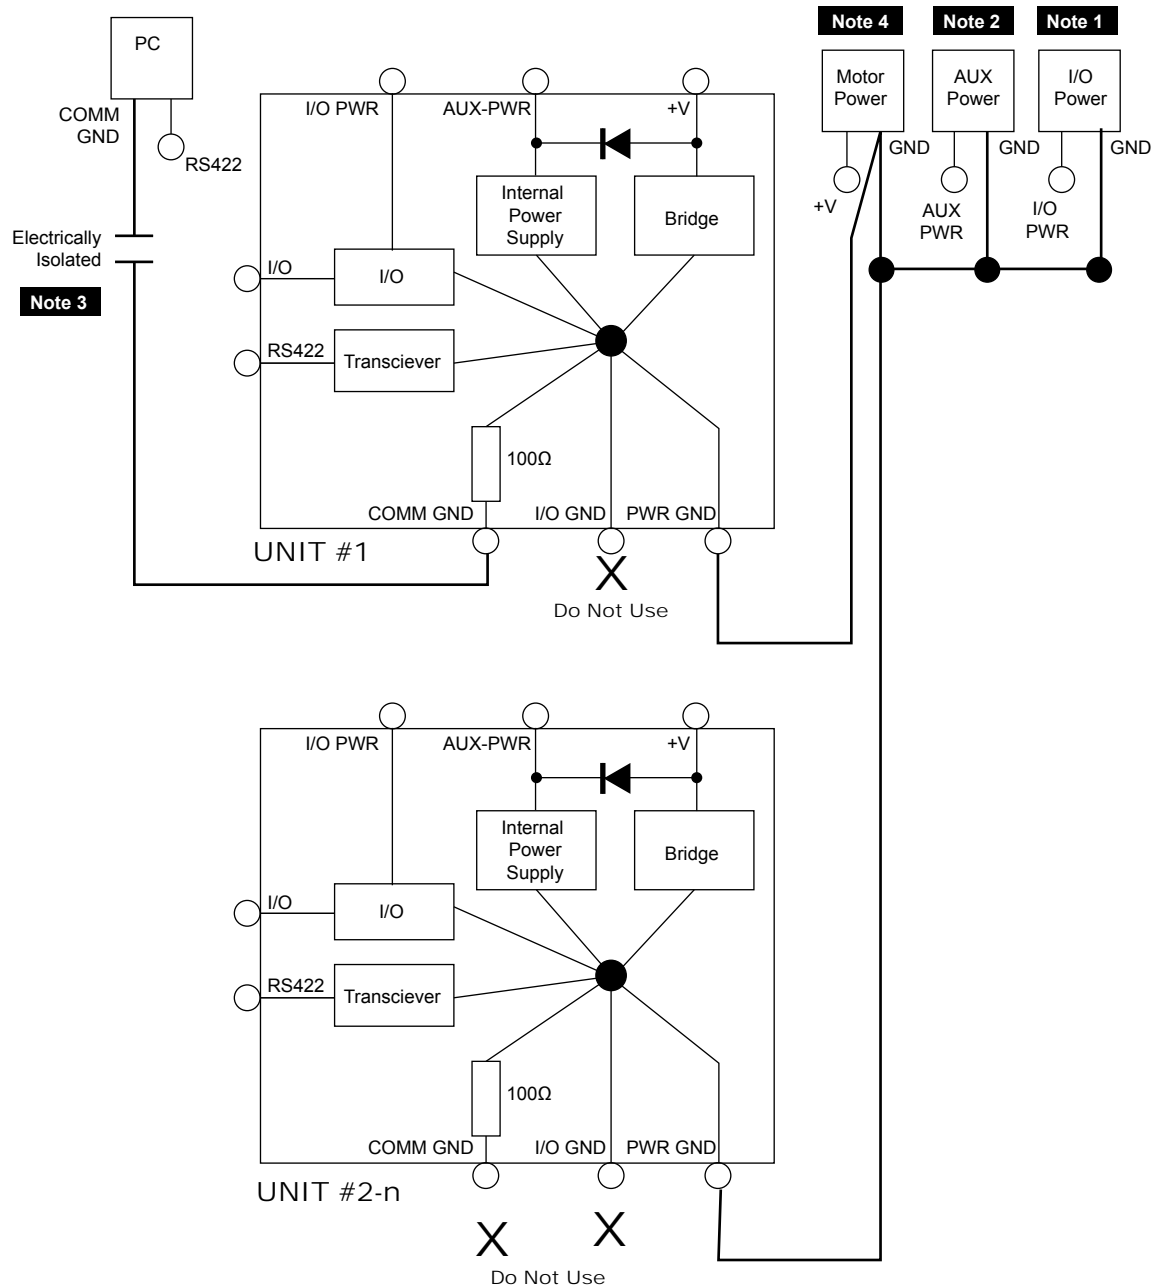 PC
COMM
GND
RS422
Electrically
Isolated
Note 3
Note 4
Note 2
Note 1
Motor
Power
AUX
Power
I/O
Power
GND
GND
GND
+V
AUX
PWR
I/O
PWR
I/O PWR
AUX-PWR
+V
Internal
Power
Supply
Bridge
I/O
I/O
RS422
Transciever
100Ω
COMM GND
I/O GND
PWR GND
UNIT #1
X
Do Not Use
I/O PWR
AUX-PWR
+V
Internal
Power
Supply
Bridge
I/O
I/O
RS422
Transciever
100Ω
COMM GND
I/O GND
PWR GND
UNIT #2-n
X
X
Do Not Use